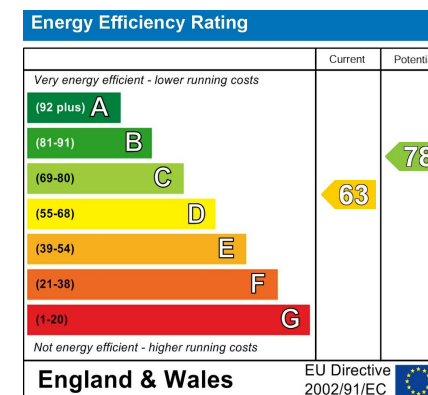 Energy Efficiency Rating
Current Potenti
Very energy efficient - lower running costs
(92 plus) A
(81-91) B
(69-80) C
(55-68) D
(39-54) E
(21-38) F
(1-20) G
63
78
Not energy efficient - higher running costs
England & Wales
EU Directive
2002/91/EC